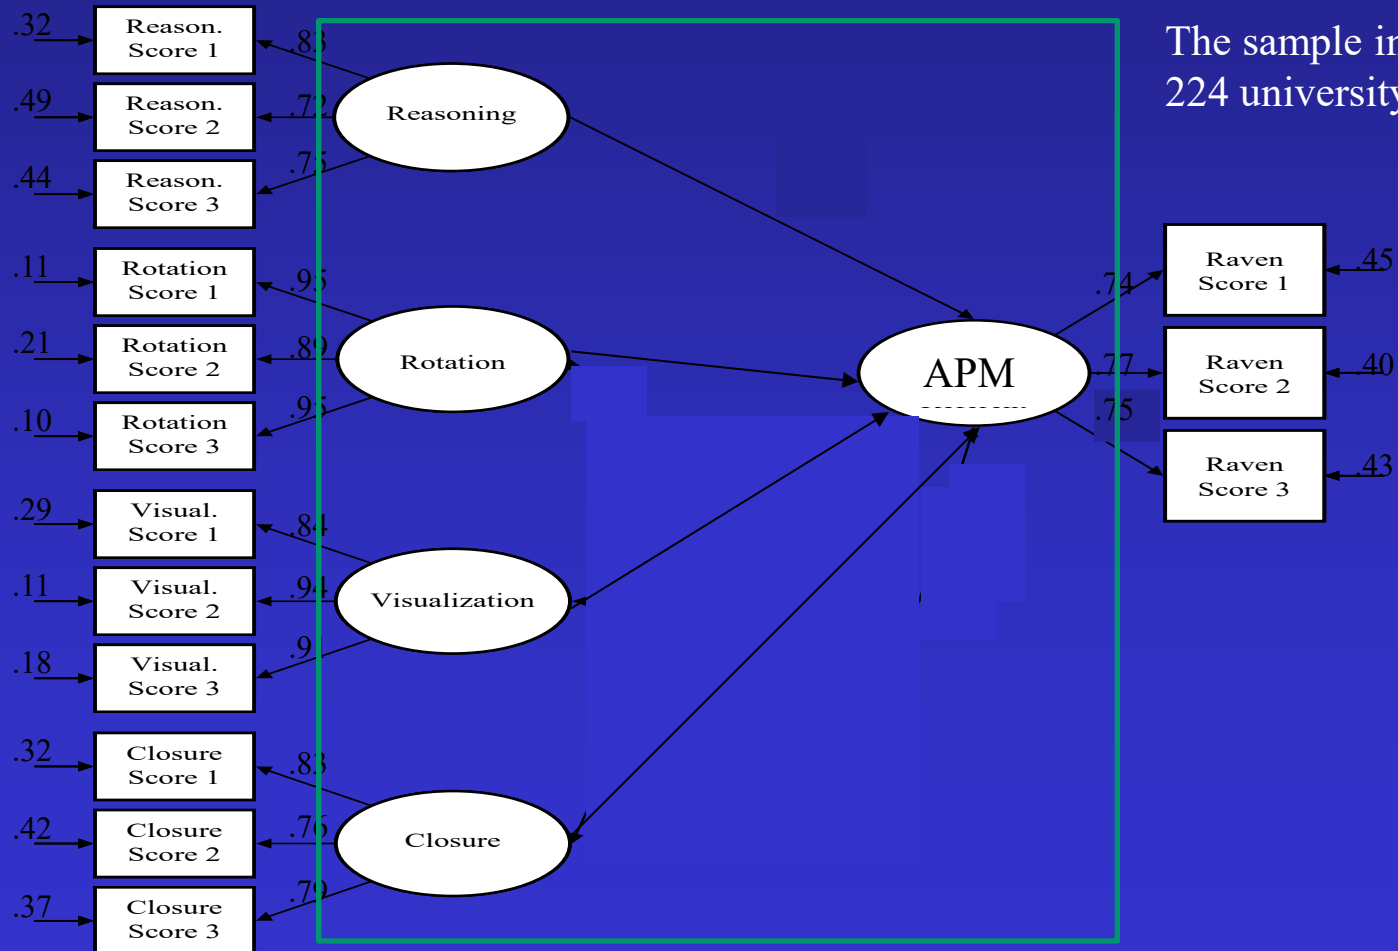 The sample in
224 university
.32
Reason.
Score 1
.83
.49
Reason.
Score 2
.72
Reasoning
.44
Reason.
Score 3
.75
.11
Rotation
Score 1
.95
.21
Rotation
Score 2
.89
Rotation
.10
Rotation
Score 3
.95
.29
Visual.
Score 1
.84
.11
Visual.
Score 2
.94
Visualization
.18
Visual.
Score 3
.91
.32
Closure
Score 1
.83
.42
Closure
Score 2
.76
Closure
.37
Closure
Score 3
.79
APM
.74
Raven
Score 1
.45
.77
Raven
Score 2
.40
.75
Raven
Score 3
.43